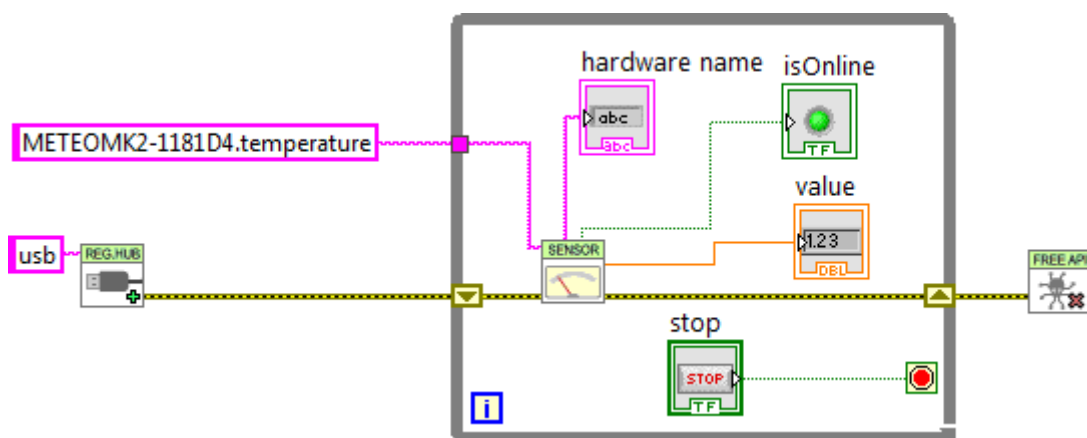 hardware name
isOnline
abc
abc
TF
METEOMK2-1181D4.temperature
value
1.23
DBL
usb
REG.HUB
SENSOR
FREE API
stop
STOP
TF
i